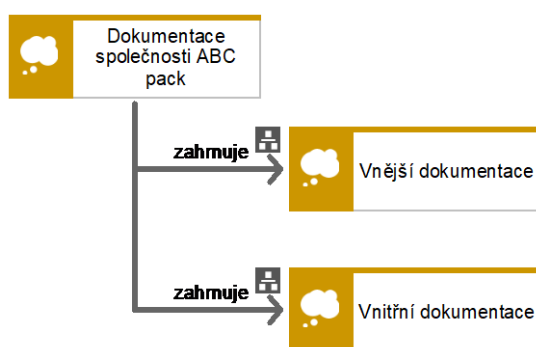 Dokumentace
společnosti ABC
pack
zahrnuje
Vnější dokumentace
zahrnuje
Vnitřní dokumentace